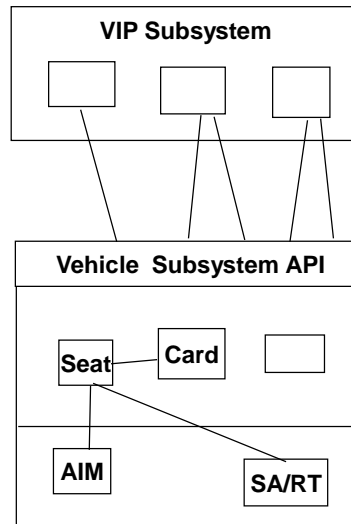 VIP Subsystem
Vehicle Subsystem API
Seat
Card
AIM
SA/RT